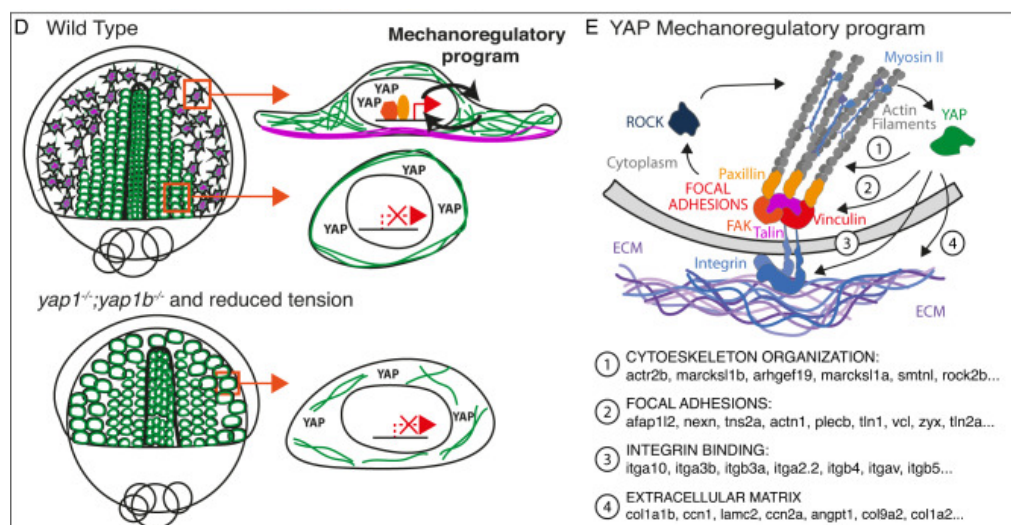 D Wild Type
Mechanoregulatory
program
YAP
YAP
YAP
YAP
yap1-/-;yap1b-/- and reduced tension
YAP
YAP
YAP
E YAP Mechanoregulatory program
Myosin II
ROCK
Actin
Filaments
YAP
Cytoplasm
1
Paxillin
2
FOCAL
ADHESIONS
Vinculin
FAK
Talin
3
4
ECM
Integrin
ECM
1 CYTOESKELETON ORGANIZATION:
actr2b, marcksl1b, arhgef19, marcksl1a, smtnl, rock2b...
2 FOCAL ADHESIONS:
afap1l2, nexn, tns2a, actn1, plecb, tln1, vcl, zyx, tln2a...
3 INTEGRIN BINDING:
itga10, itga3b, itgb3a, itga2.2, itgb4, itgav, itgb5...
4 EXTRACELLULAR MATRIX
col1a1b, ccn1, lamc2, ccn2a, angpt1, col9a2, col1a2...